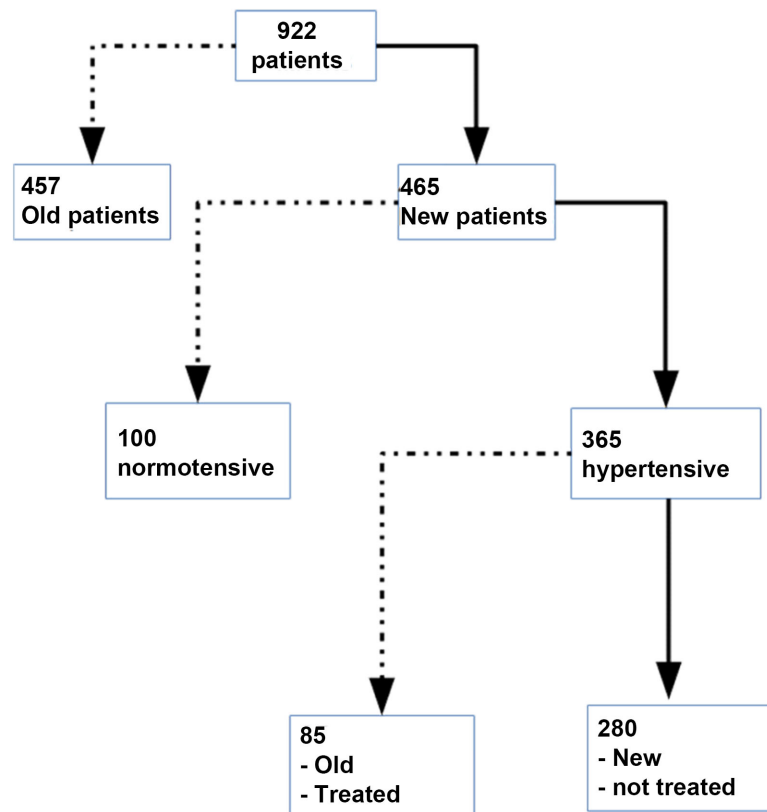 922
patients
457
Old patients
465
New patients
100
normotensive
365
hypertensive
85
- Old
- Treated
280
- New
- not treated